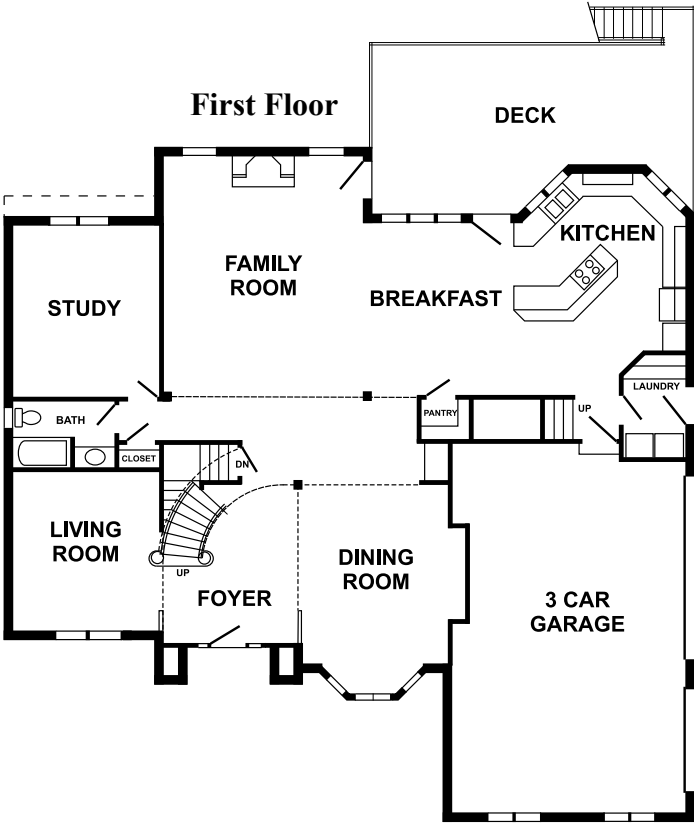 First Floor
DECK
KITCHEN
FAMILY
ROOM
BREAKFAST
STUDY
LAUNDRY
BATH
PANTRY
UP
CLOSET
DN
LIVING
ROOM
DINING
ROOM
UP
FOYER
3 CAR
GARAGE